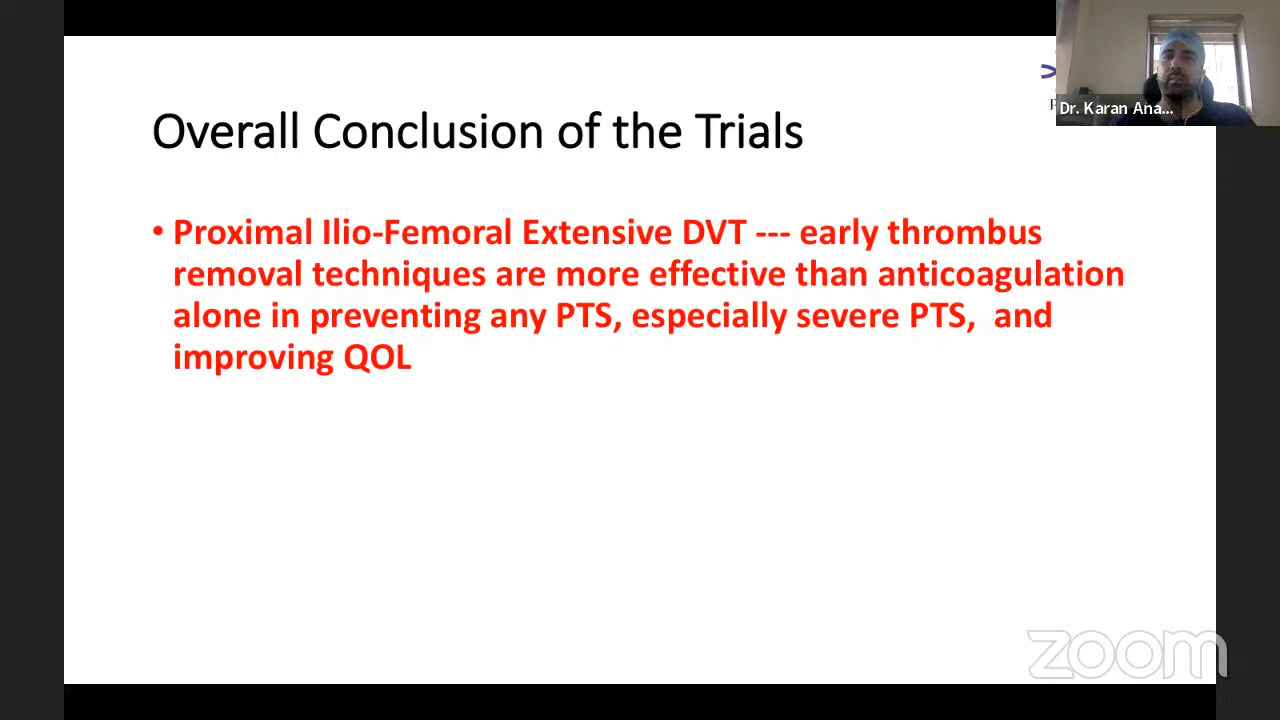 Dr. Karan Ana...
Overall Conclusion of the Trials
• Proximal Ilio-Femoral Extensive DVT --- early thrombus
removal techniques are more effective than anticoagulation
alone in preventing any PTS, especially severe PTS,  and
improving QOL
zoom